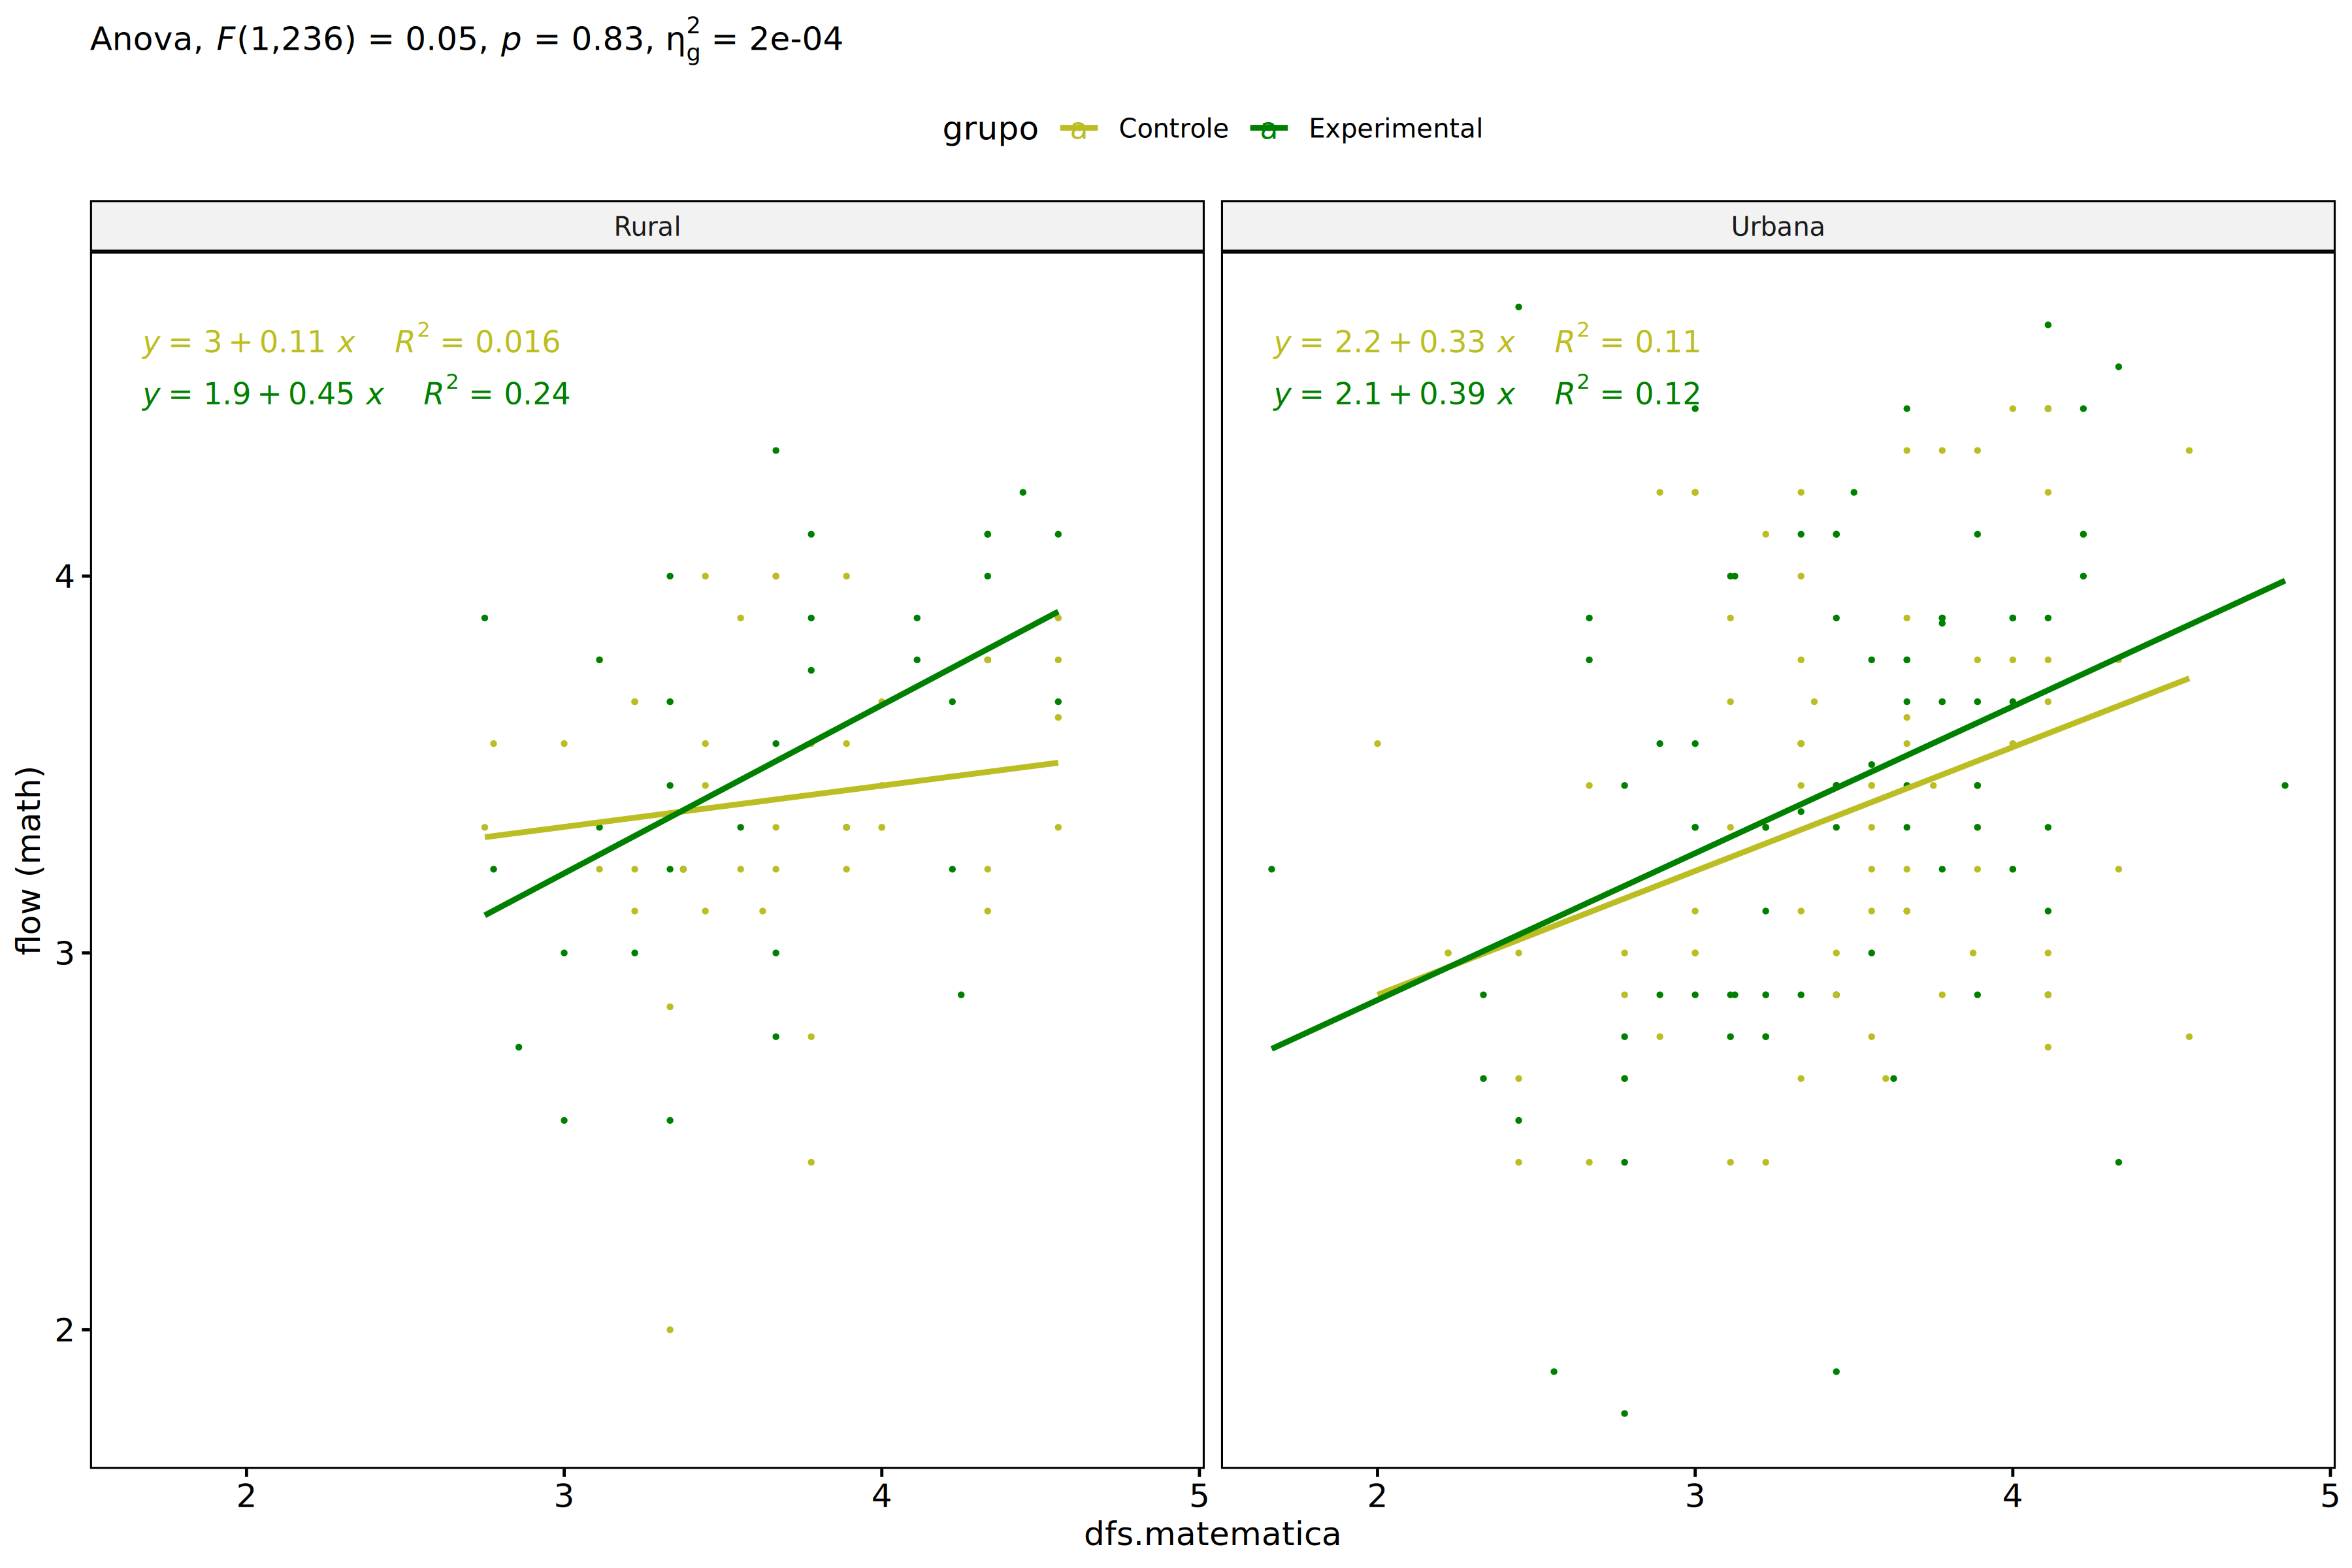 Anova, F(1,236) = 0.05, p = 0.83, η²g = 2e-04
grupo a Controle a Experimental
Rural
Urbana
y = 3 + 0.11 x R² = 0.016
y = 1.9 + 0.45 x R² = 0.24
y = 2.2 + 0.33 x R² = 0.11
y = 2.1 + 0.39 x R² = 0.12
flow (math)
4
3
2
2 3 4 5
2 3 4 5
dfs.matematica